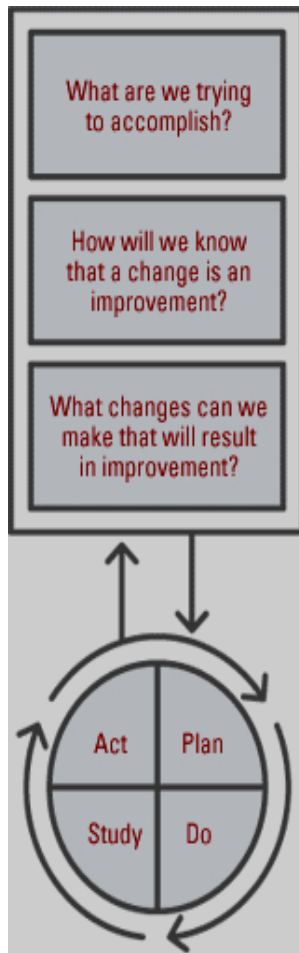 What are we trying
to accomplish?
How will we know
that a change is an
improvement?
What changes can we
make that will result
in improvement?
Act Plan
Study Do